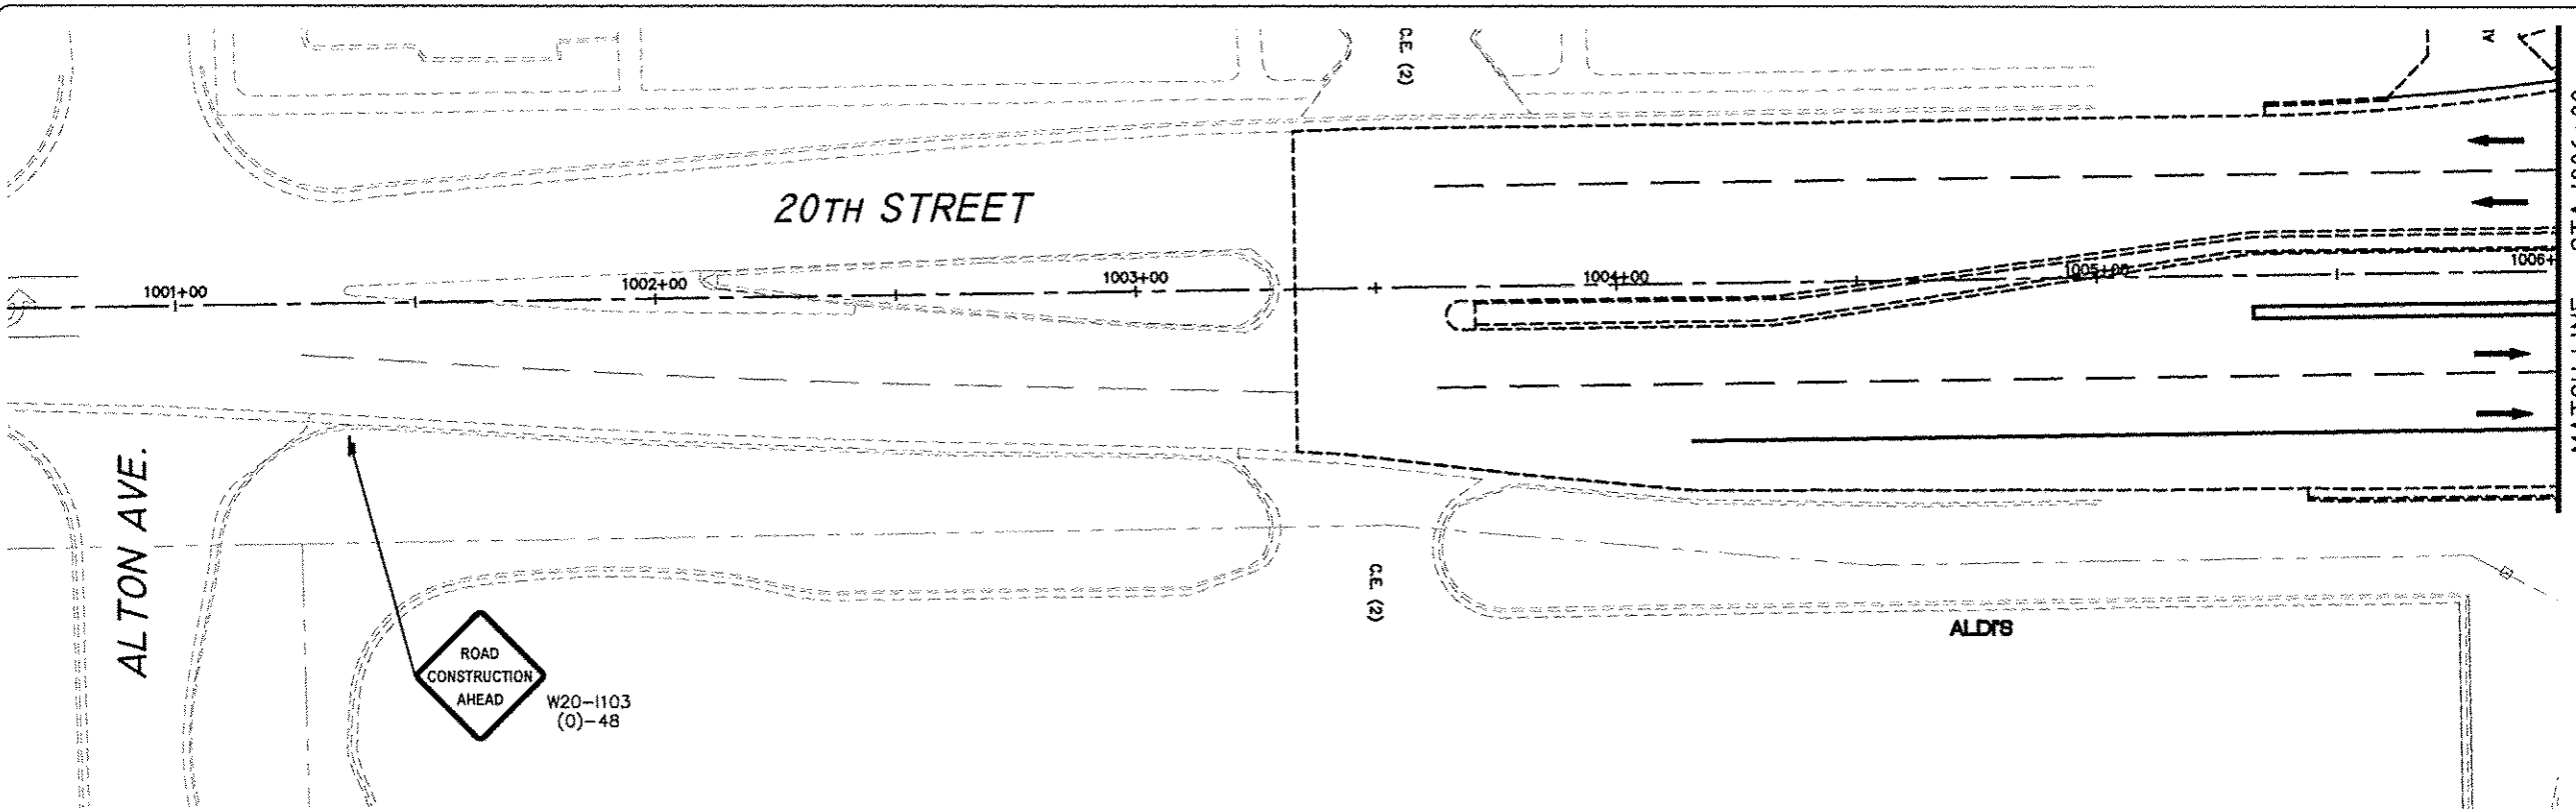 C.E. (2)
20TH STREET
1001+00
1002+00
1003+00
1004+00
1005+00
1006+
ALTON AVE.
C.E. (2)
ALDI'S
ROAD
CONSTRUCTION
AHEAD
W20-I103
(0)-48